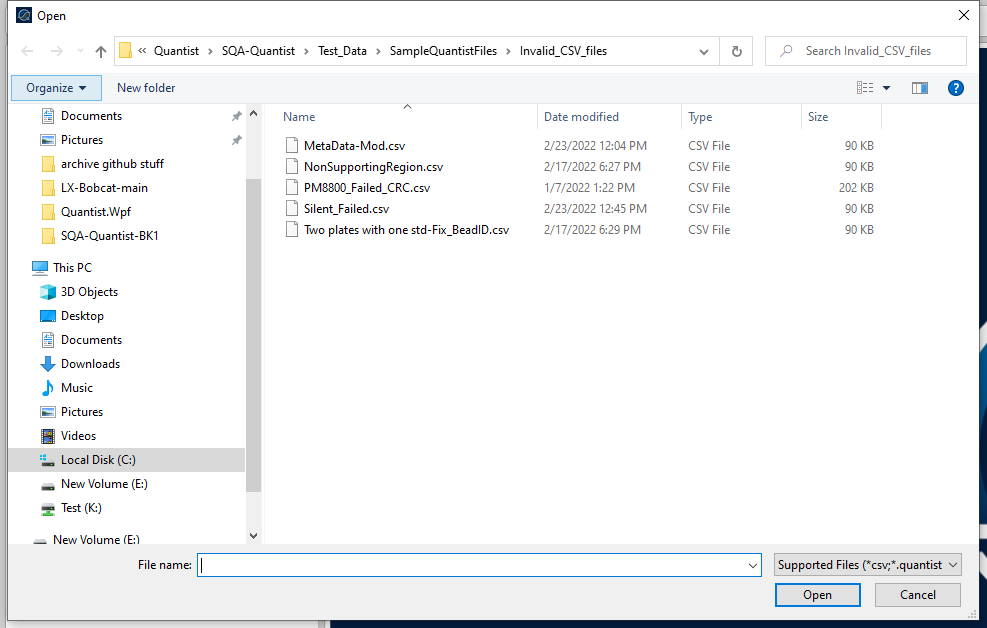 Open
« Quantist › SQA-Quantist › Test_Data › SampleQuantistFiles › Invalid_CSV_files
Search Invalid_CSV_files
Organize
New folder
?
Documents
Pictures
archive github stuff
LX-Bobcat-main
Quantist.Wpf
SQA-Quantist-BK1
This PC
3D Objects
Desktop
Documents
Downloads
Music
Pictures
Videos
Local Disk (C:)
New Volume (E:)
Test (K:)
New Volume (E:)
Name Date modified Type Size
MetaData-Mod.csv 2/23/2022 12:04 PM CSV File 90 KB
NonSupportingRegion.csv 2/17/2022 6:27 PM CSV File 90 KB
PM8800_Failed_CRC.csv 1/7/2022 1:22 PM CSV File 202 KB
Silent_Failed.csv 2/23/2022 12:45 PM CSV File 90 KB
Two plates with one std-Fix_BeadID.csv 2/17/2022 6:29 PM CSV File 90 KB
File name:
Supported Files (*csv;*.quantist
Open
Cancel